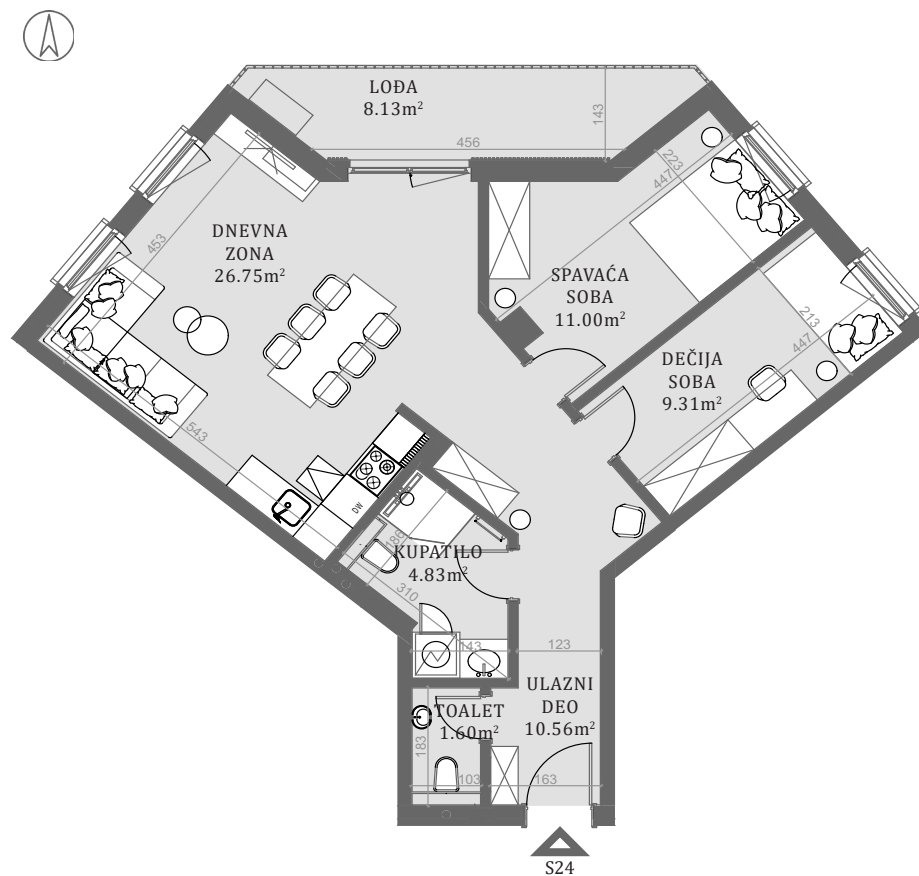 LOĐA
8.13m²
143
456
223
447
DNEVNA
ZONA
26.75m²
453
SPAVAĆA
SOBA
11.00m²
213
447
DEČIJA
SOBA
9.31m²
543
DW
186
KUPATILO
4.83m²
310
143
123
ULAZNI
DEO
10.56m²
TOALET
1.60m²
183
103
163
S24